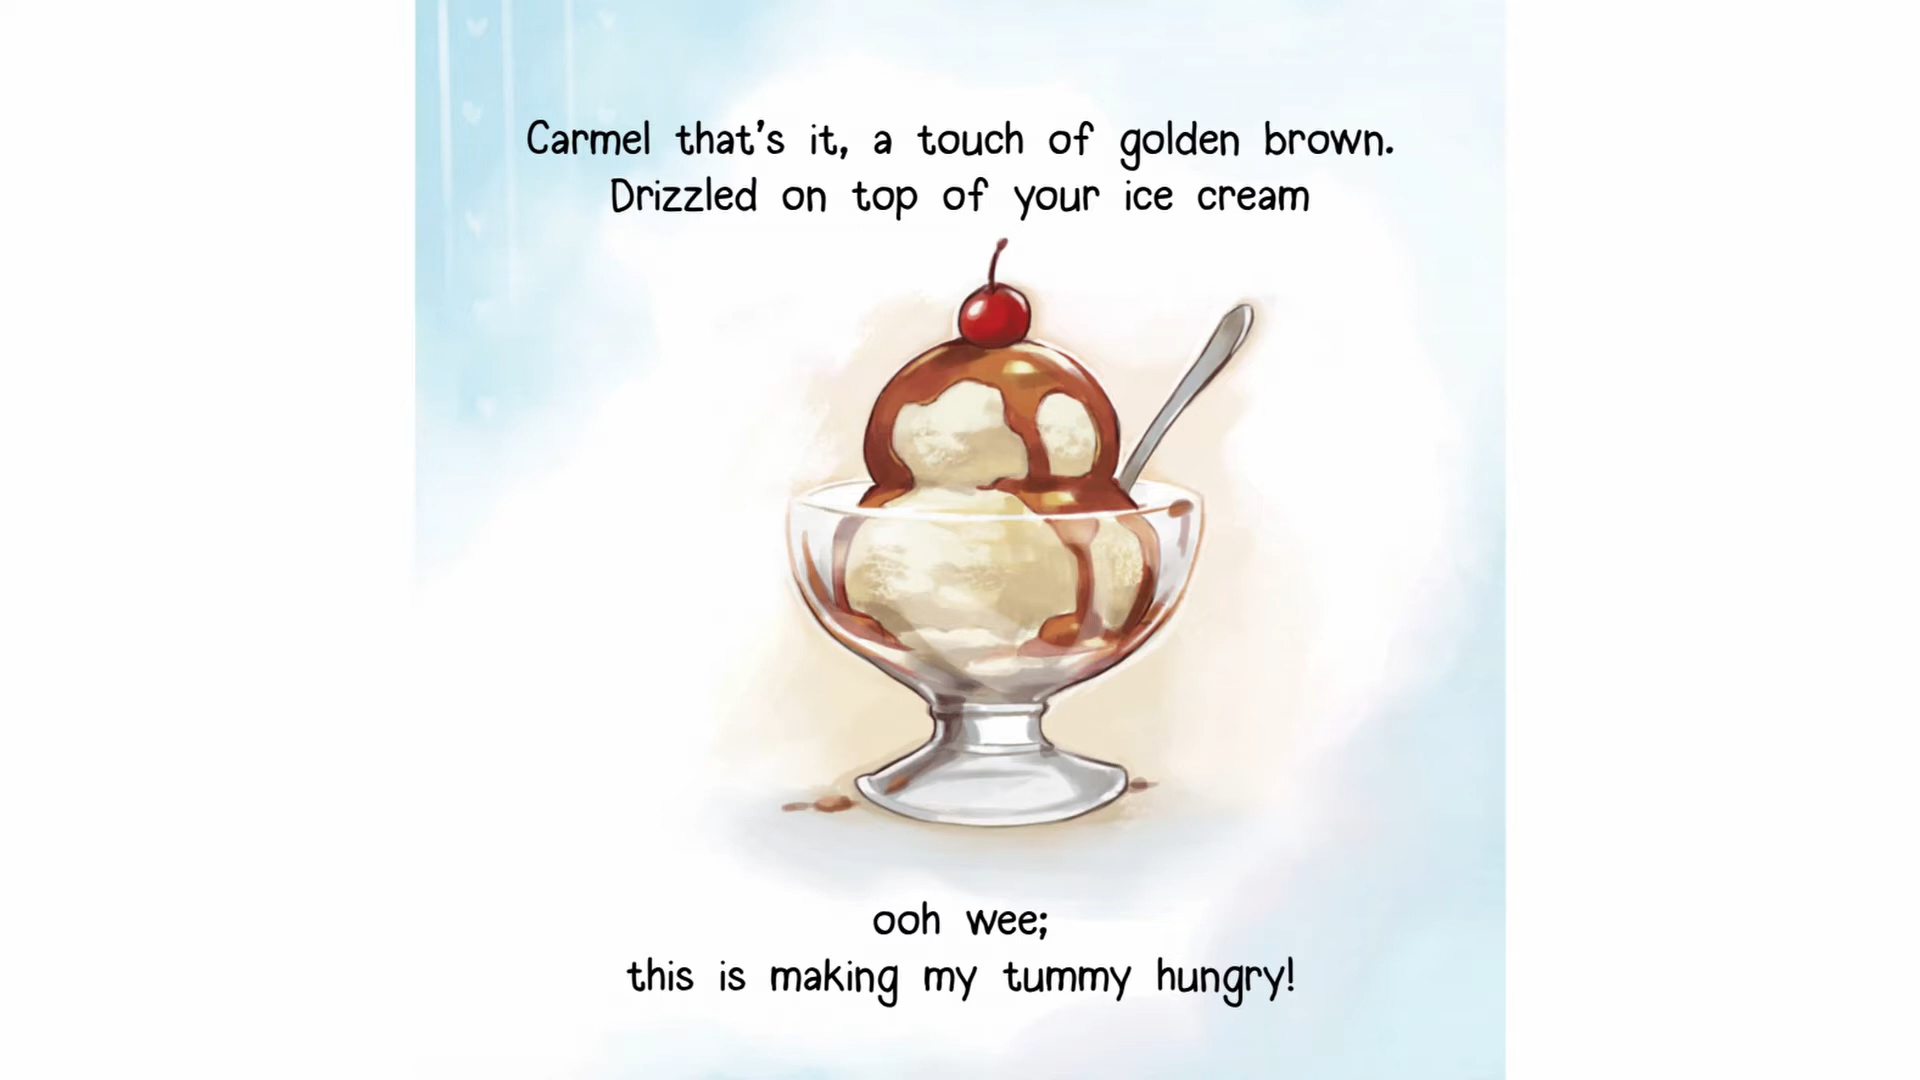 Carmel that's it, a touch of golden brown.
Drizzled on top of your ice cream
ooh wee;
this is making my tummy hungry!